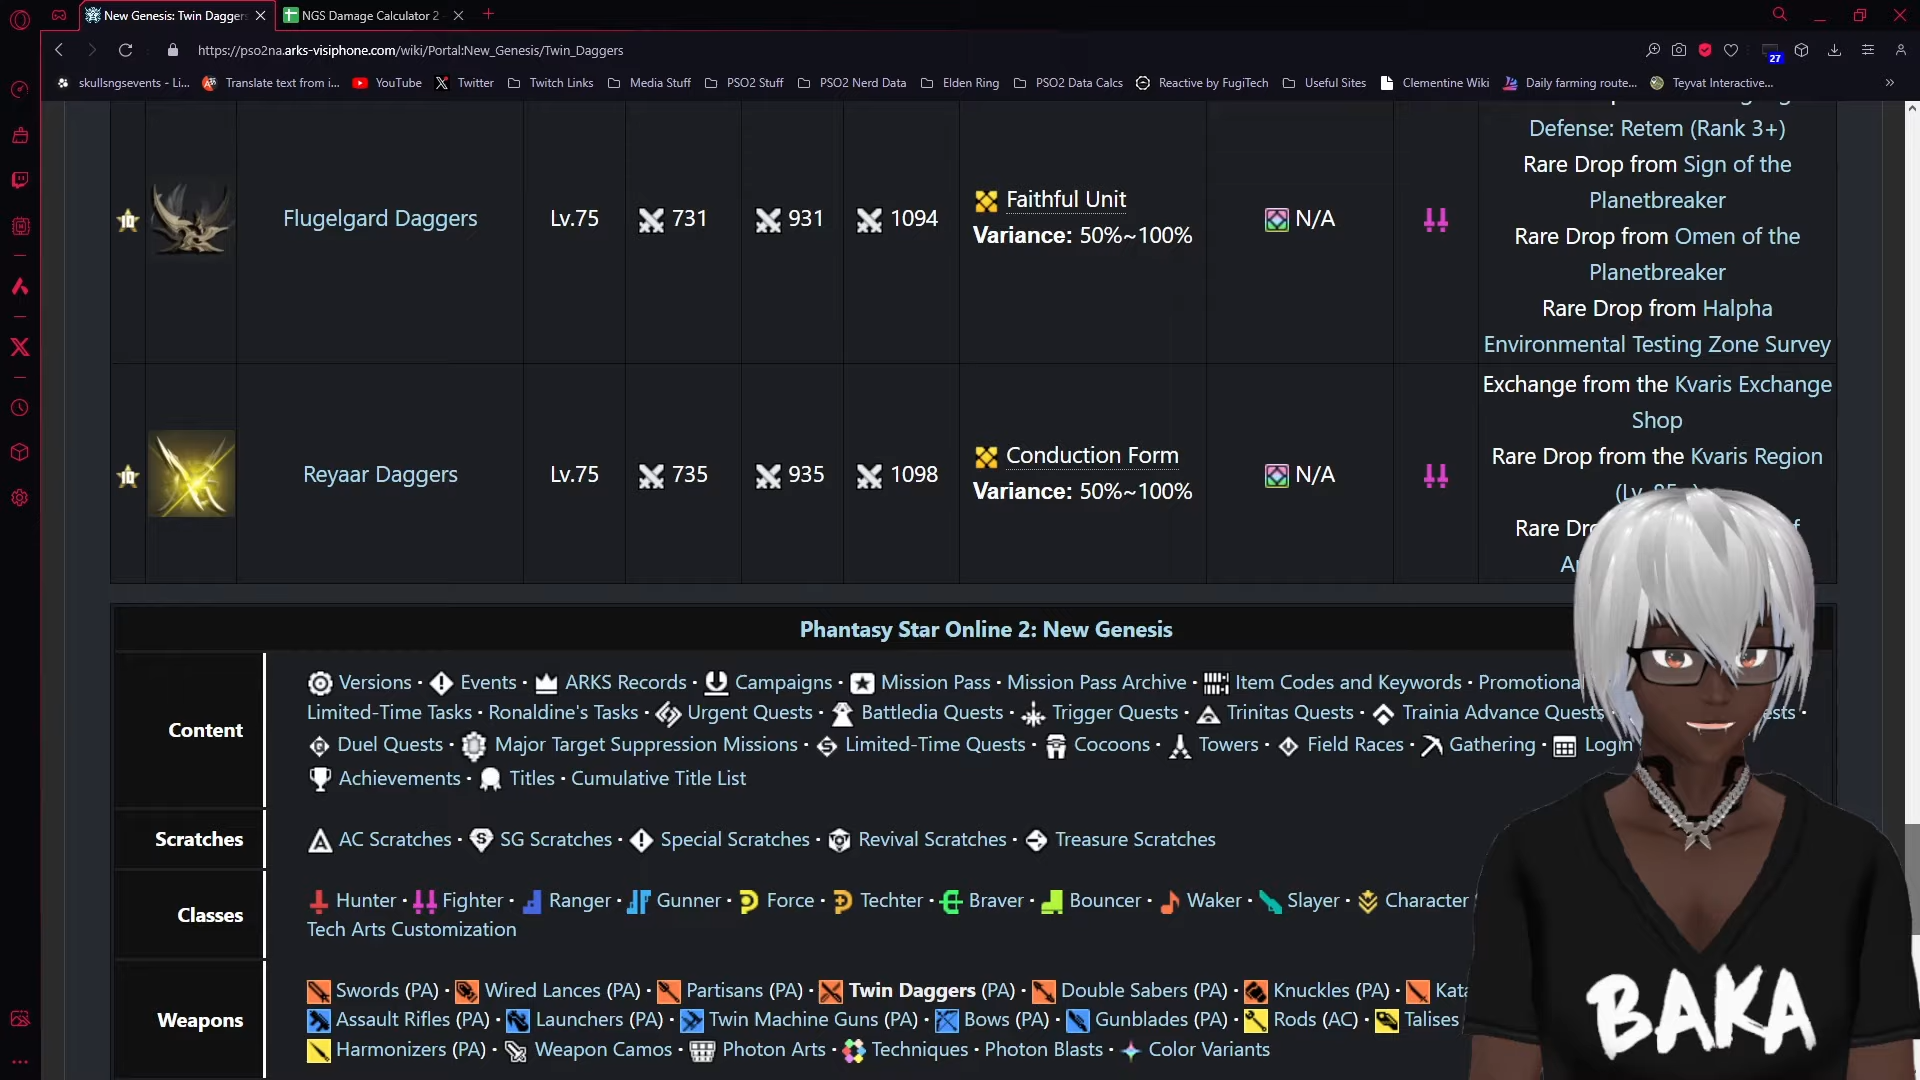 New Genesis: Twin Daggers
NGS Damage Calculator 2
https://pso2na.arks-visiphone.com/wiki/Portal:New_Genesis/Twin_Daggers
27
skullsngsevents - Li...
Translate text from i...
YouTube
Twitter
Twitch Links
Media Stuff
PSO2 Stuff
PSO2 Nerd Data
Elden Ring
PSO2 Data Calcs
Reactive by FugiTech
Useful Sites
Clementine Wiki
Daily farming route...
Teyvat Interactive...
Defense: Retem (Rank 3+)
Rare Drop from Sign of the
Planetbreaker
Rare Drop from Omen of the
Planetbreaker
Rare Drop from Halpha
Environmental Testing Zone Survey
10
Flugelgard Daggers
Lv.75
731
931
1094
Faithful Unit
Variance: 50%~100%
N/A
10
Reyaar Daggers
Lv.75
735
935
1098
Conduction Form
Variance: 50%~100%
N/A
Exchange from the Kvaris Exchange
Shop
Rare Drop from the Kvaris Region
Phantasy Star Online 2: New Genesis
Content
Versions · Events · ARKS Records · Campaigns · Mission Pass · Mission Pass Archive · Item Codes and Keywords · Promotional
Limited-Time Tasks · Ronaldine's Tasks · Urgent Quests · Battledia Quests · Trigger Quests · Trinitas Quests · Trainia Advance Quests
Duel Quests · Major Target Suppression Missions · Limited-Time Quests · Cocoons · Towers · Field Races · Gathering · Login
Achievements · Titles · Cumulative Title List
Scratches
AC Scratches · SG Scratches · Special Scratches · Revival Scratches · Treasure Scratches
Classes
Hunter · Fighter · Ranger · Gunner · Force · Techter · Braver · Bouncer · Waker · Slayer · Character
Tech Arts Customization
Weapons
Swords (PA) · Wired Lances (PA) · Partisans (PA) · Twin Daggers (PA) · Double Sabers (PA) · Knuckles (PA) · Kata
Assault Rifles (PA) · Launchers (PA) · Twin Machine Guns (PA) · Bows (PA) · Gunblades (PA) · Rods (AC) · Talises
Harmonizers (PA) · Weapon Camos · Photon Arts · Techniques · Photon Blasts · Color Variants
BAKA